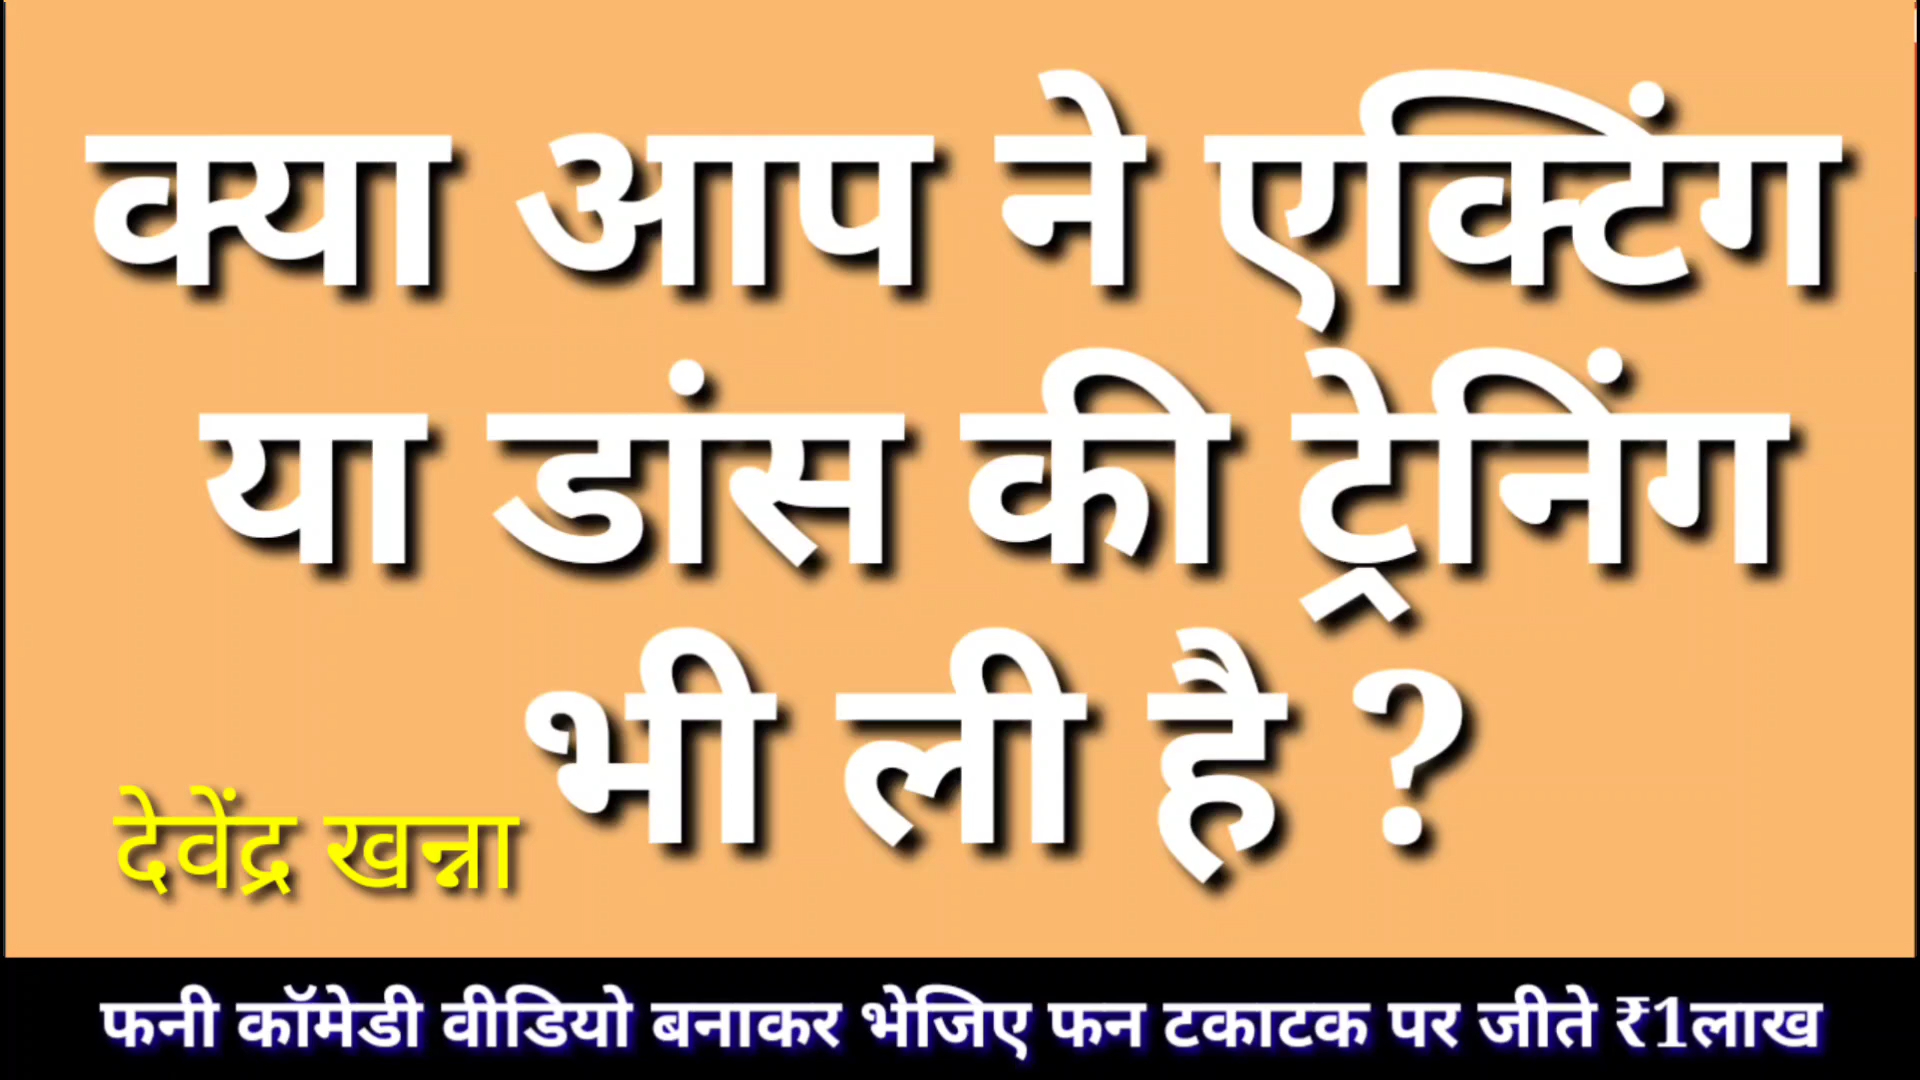 क्या आप ने एक्टिंग
या डांस की ट्रेनिंग
भी ली है ?
देवेंद्र खन्ना
फनी कॉमेडी वीडियो बनाकर भेजिए फन टकाटक पर जीते ₹1लाख